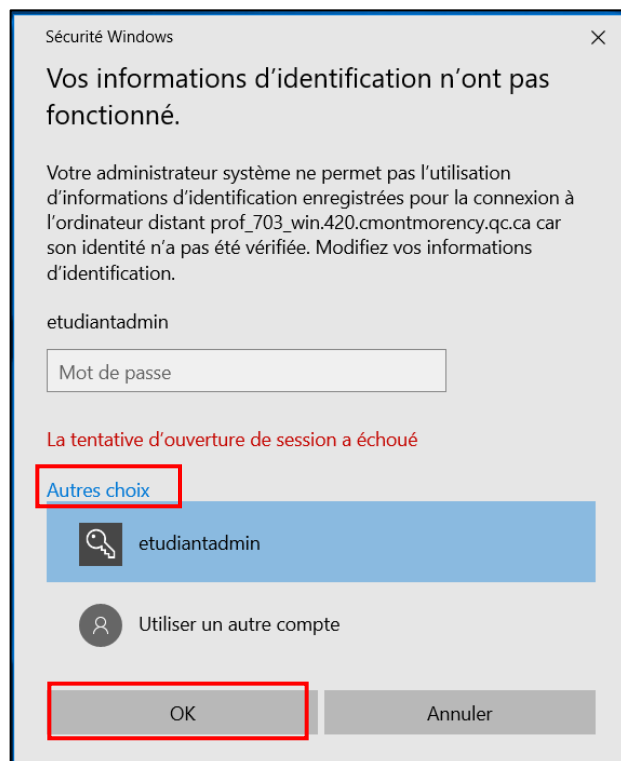 Sécurité Windows
Vos informations d’identification n’ont pas
fonctionné.
Votre administrateur système ne permet pas l’utilisation
d’informations d’identification enregistrées pour la connexion à
l’ordinateur distant prof_703_win.420.cmontmorency.qc.ca car
son identité n’a pas été vérifiée. Modifiez vos informations
d’identification.
etudiantadmin
Mot de passe
La tentative d’ouverture de session a échoué
Autres choix
etudiantadmin
Utiliser un autre compte
OK
Annuler